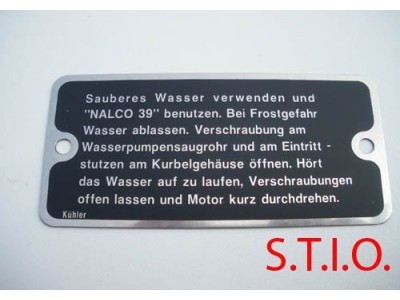 Sauberes Wasser verwenden und
"NALCO 39" benutzen. Bei Frostgefahr
Wasser ablassen. Verschraubung am
Wasserpumpensaugrohr und am Eintritt -
stutzen am Kurbelgehäuse öffnen. Hört
das Wasser auf zu laufen, Verschraubungen
offen lassen und Motor kurz durchdrehen.
Kühler
S.T.I.O.